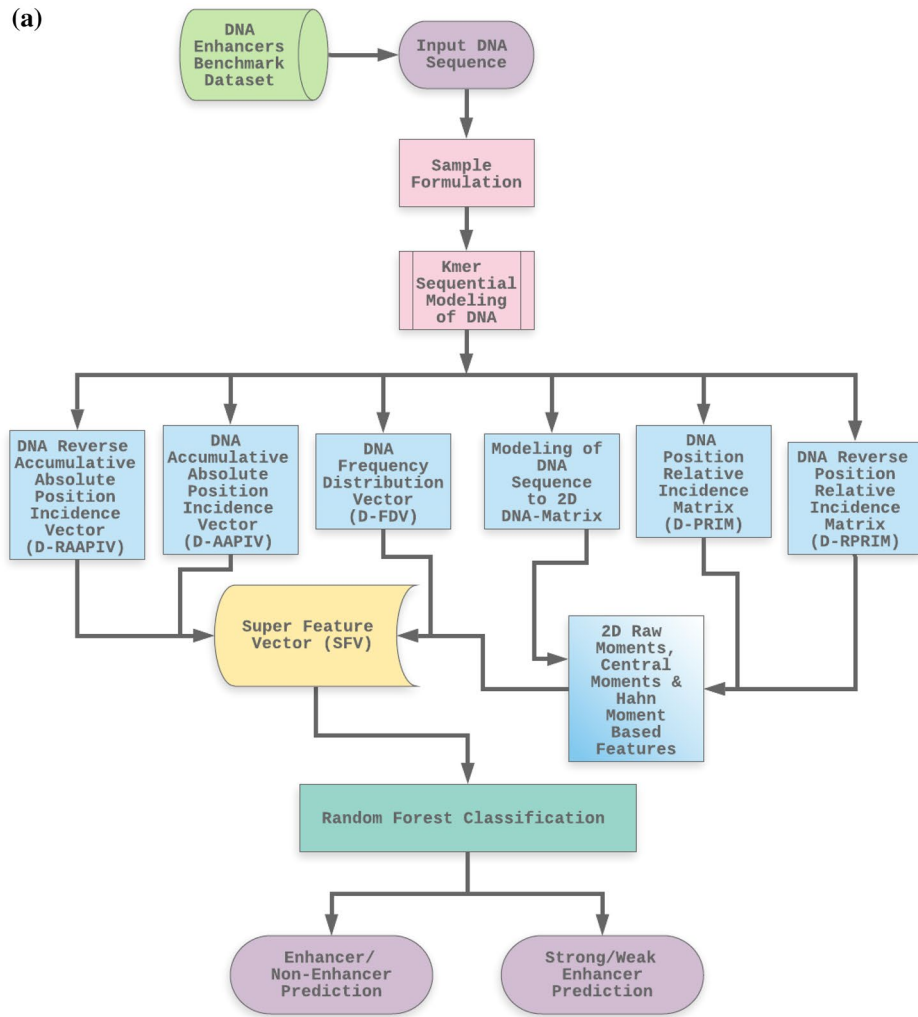 (a)
DNA
Enhancers
Benchmark
Dataset
Input DNA
Sequence
Sample
Formulation
Kmer
Sequential
Modeling
of DNA
DNA Reverse
Accumulative
Absolute
Position
Incidence
Vector
(D-RAAPIV)
DNA
Accumulative
Absolute
Position
Incidence
Vector
(D-AAPIV)
DNA
Frequency
Distribution
Vector
(D-FDV)
Modeling of
DNA
Sequence
to 2D
DNA-Matrix
DNA
Position
Relative
Incidence
Matrix
(D-PRIM)
DNA Reverse
Position
Relative
Incidence
Matrix
(D-RPRIM)
Super Feature
Vector (SFV)
2D Raw
Moments,
Central
Moments &
Hahn
Moment
Based
Features
Random Forest Classification
Enhancer/
Non-Enhancer
Prediction
Strong/Weak
Enhancer
Prediction